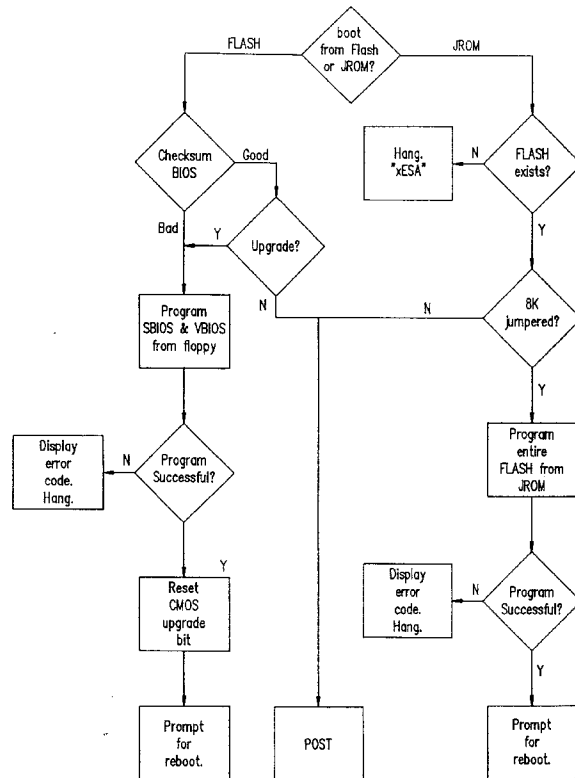 boot
from Flash
or JROM?
FLASH
JROM
Checksum
BIOS
Good
Hang.
"xESA"
N
FLASH
exists?
Bad
Y
Upgrade?
Y
Program
SBIOS & VBIOS
from floppy
N
N
8K
jumpered?
Y
Display
error
code.
Hang.
N
Program
Successful?
Program
entire
FLASH from
JROM
Y
Reset
CMOS
upgrade
bit
Display
error
code.
Hang.
N
Program
Successful?
Y
Prompt
for
reboot.
POST
Prompt
for
reboot.